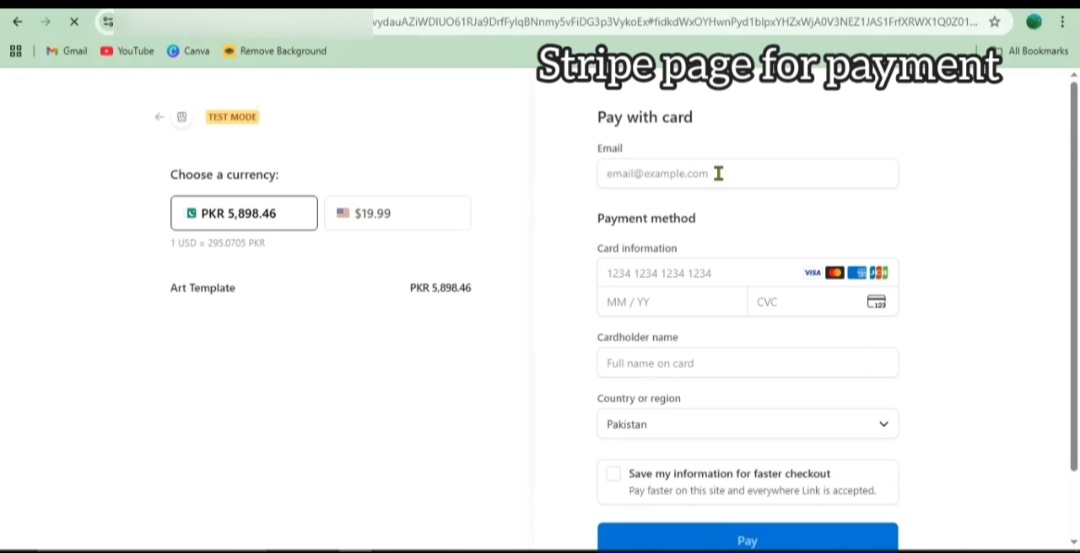 vydauAZiWDIUO61RJa9DrfFylqBNnmy5vFiDG3p3VykoEx#fidkdWxOYHwnPyd1blpxYHZxWjA0V3NEZ1JAS1FrfXRWX1Q0Z01...
Gmail YouTube Canva Remove Background All Bookmarks
Stripe page for payment
TEST MODE
Choose a currency:
PKR 5,898.46 $19.99
1 USD = 295.0705 PKR
Art Template PKR 5,898.46
Pay with card
Email
email@example.com
Payment method
Card information
1234 1234 1234 1234 VISA
MM / YY CVC
Cardholder name
Full name on card
Country or region
Pakistan
Save my information for faster checkout
Pay faster on this site and everywhere Link is accepted.
Pay